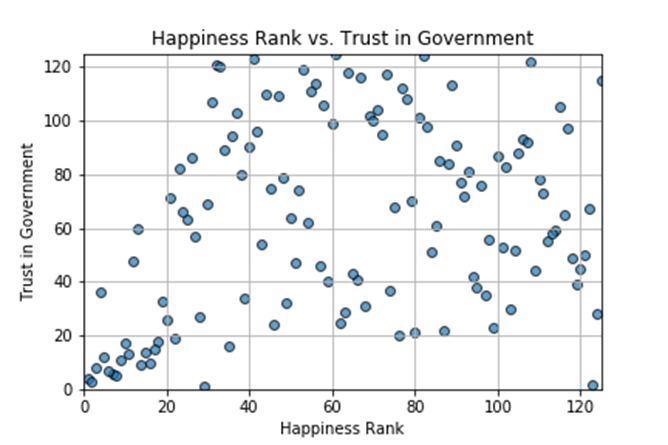 Happiness Rank vs. Trust in Government
120
100
80
60
40
20
0
Trust in Government
0 20 40 60 80 100 120
Happiness Rank